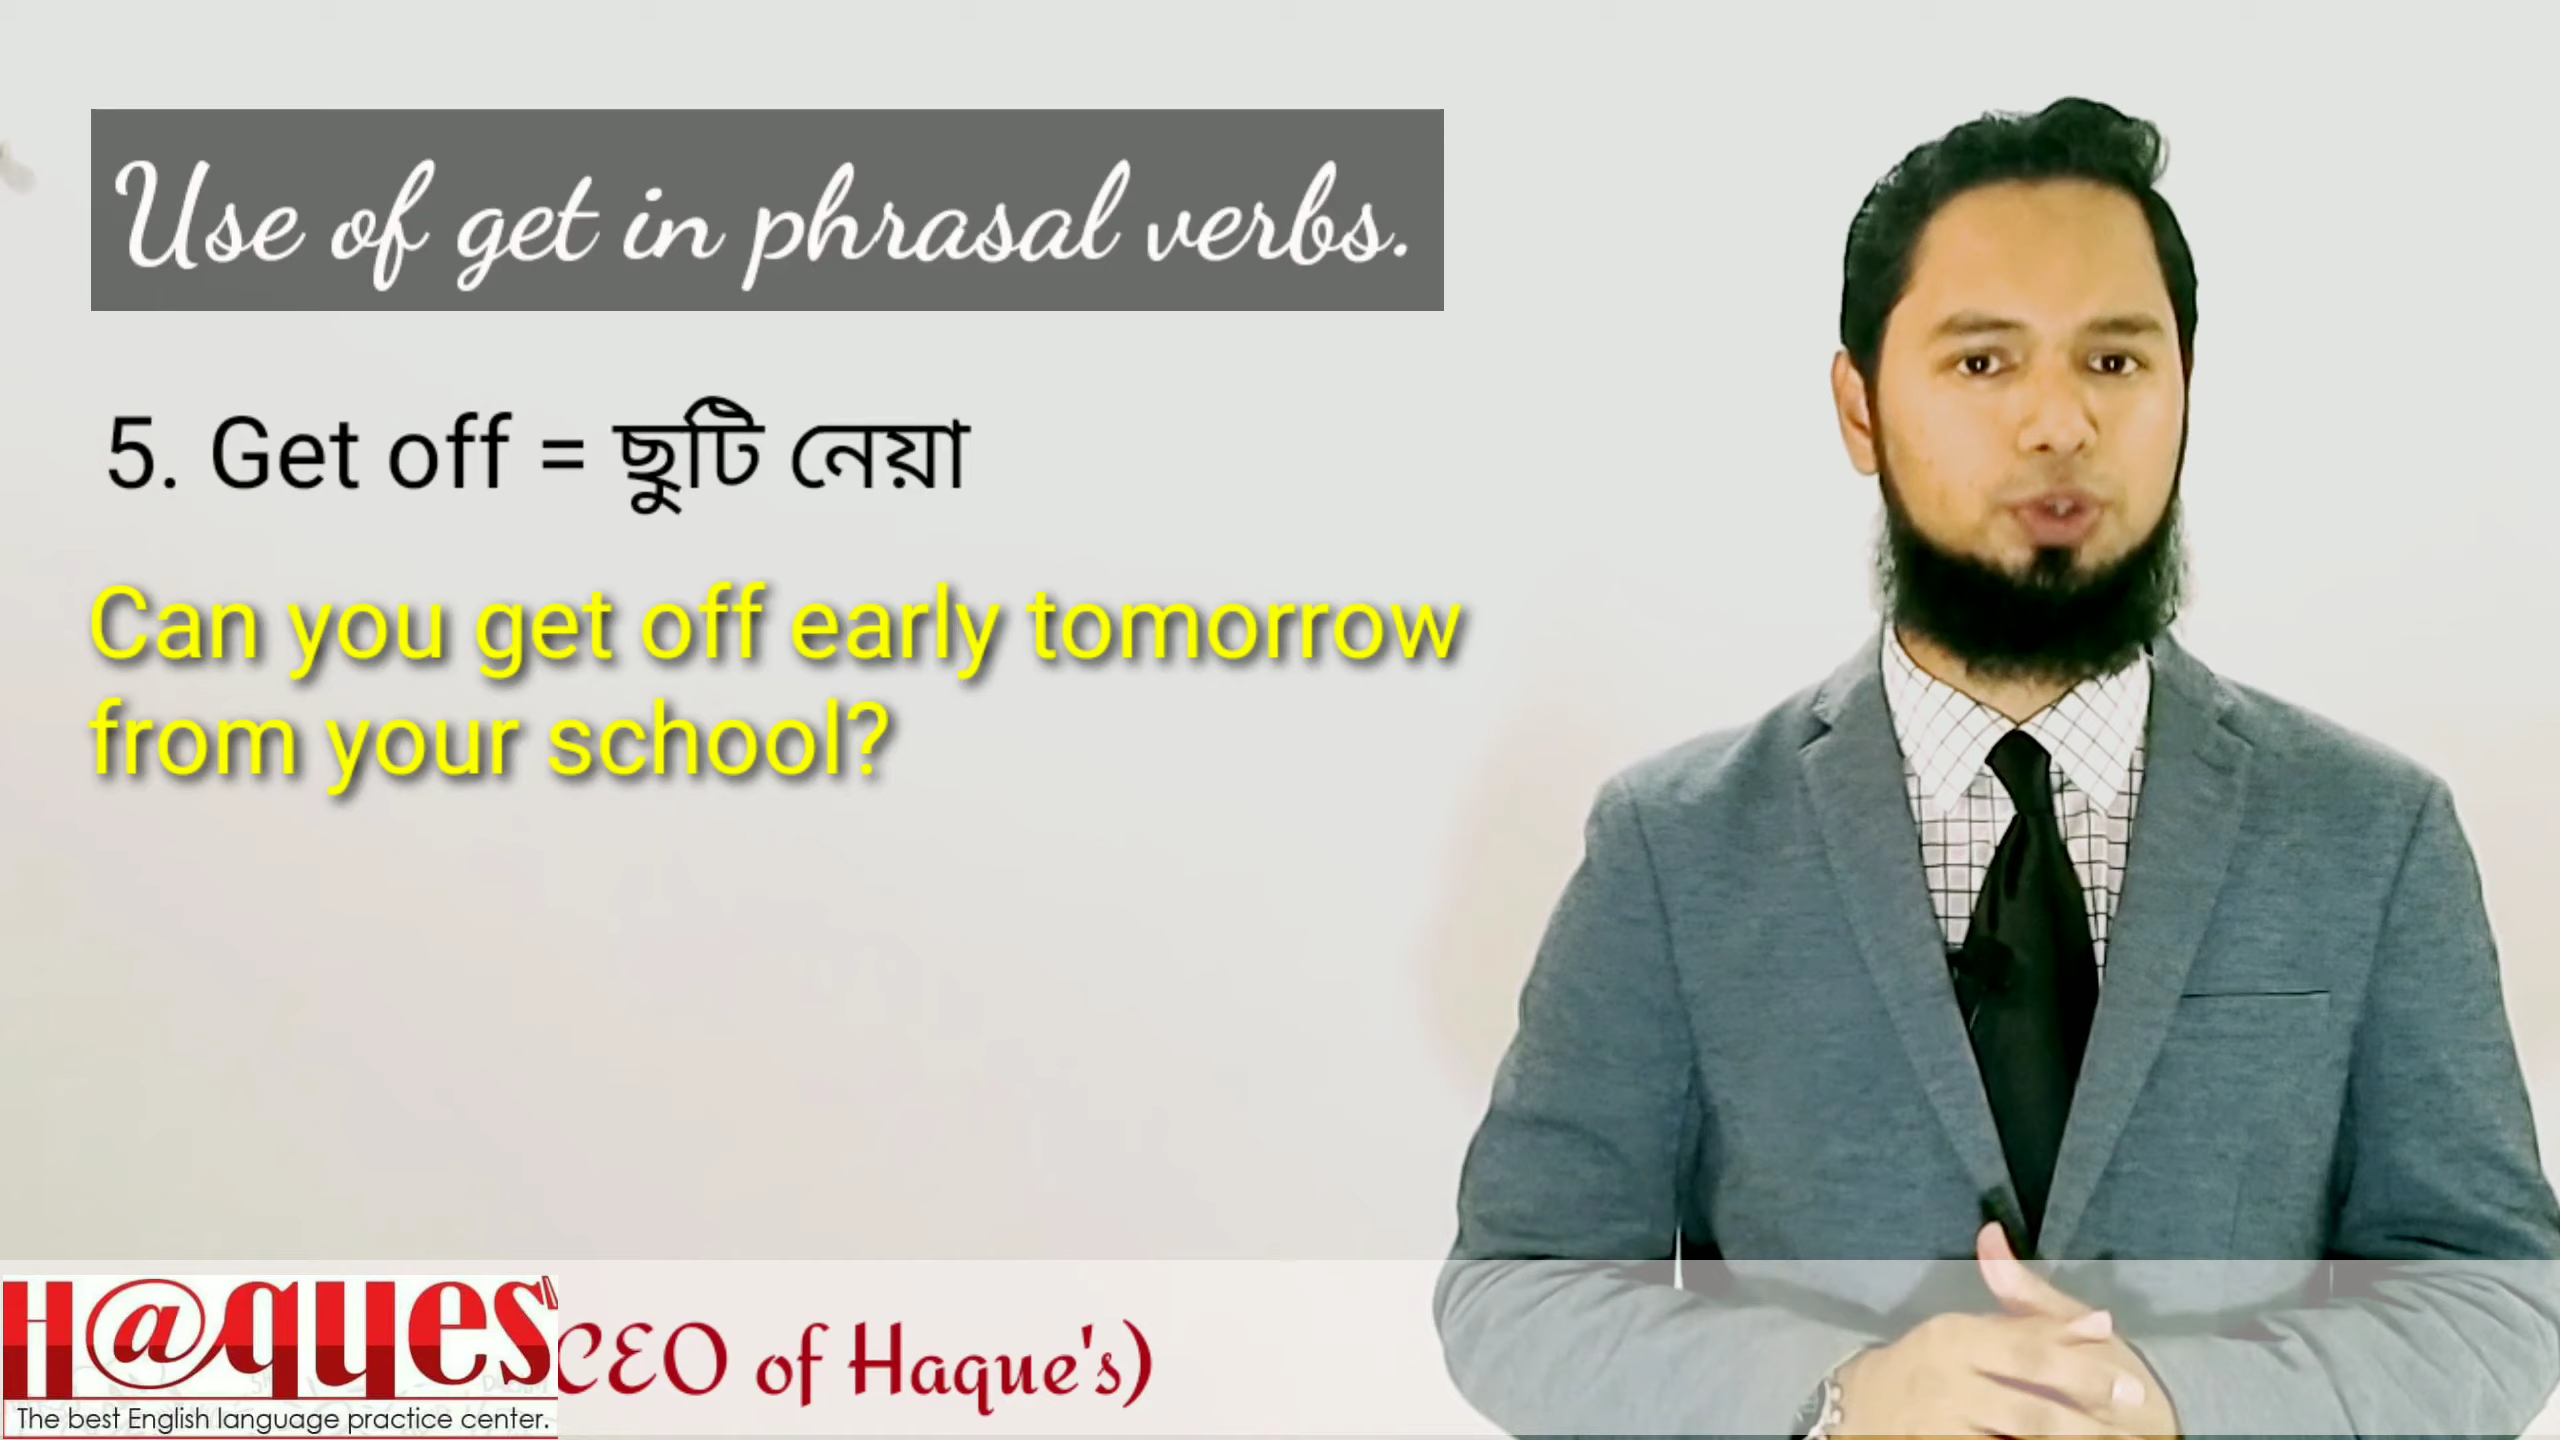 Use of get in phrasal verbs.
5. Get off = ছুটি নেয়া
Can you get off early tomorrow
from your school?
H@ques'
CEO of Haque's)
The best English language practice center.